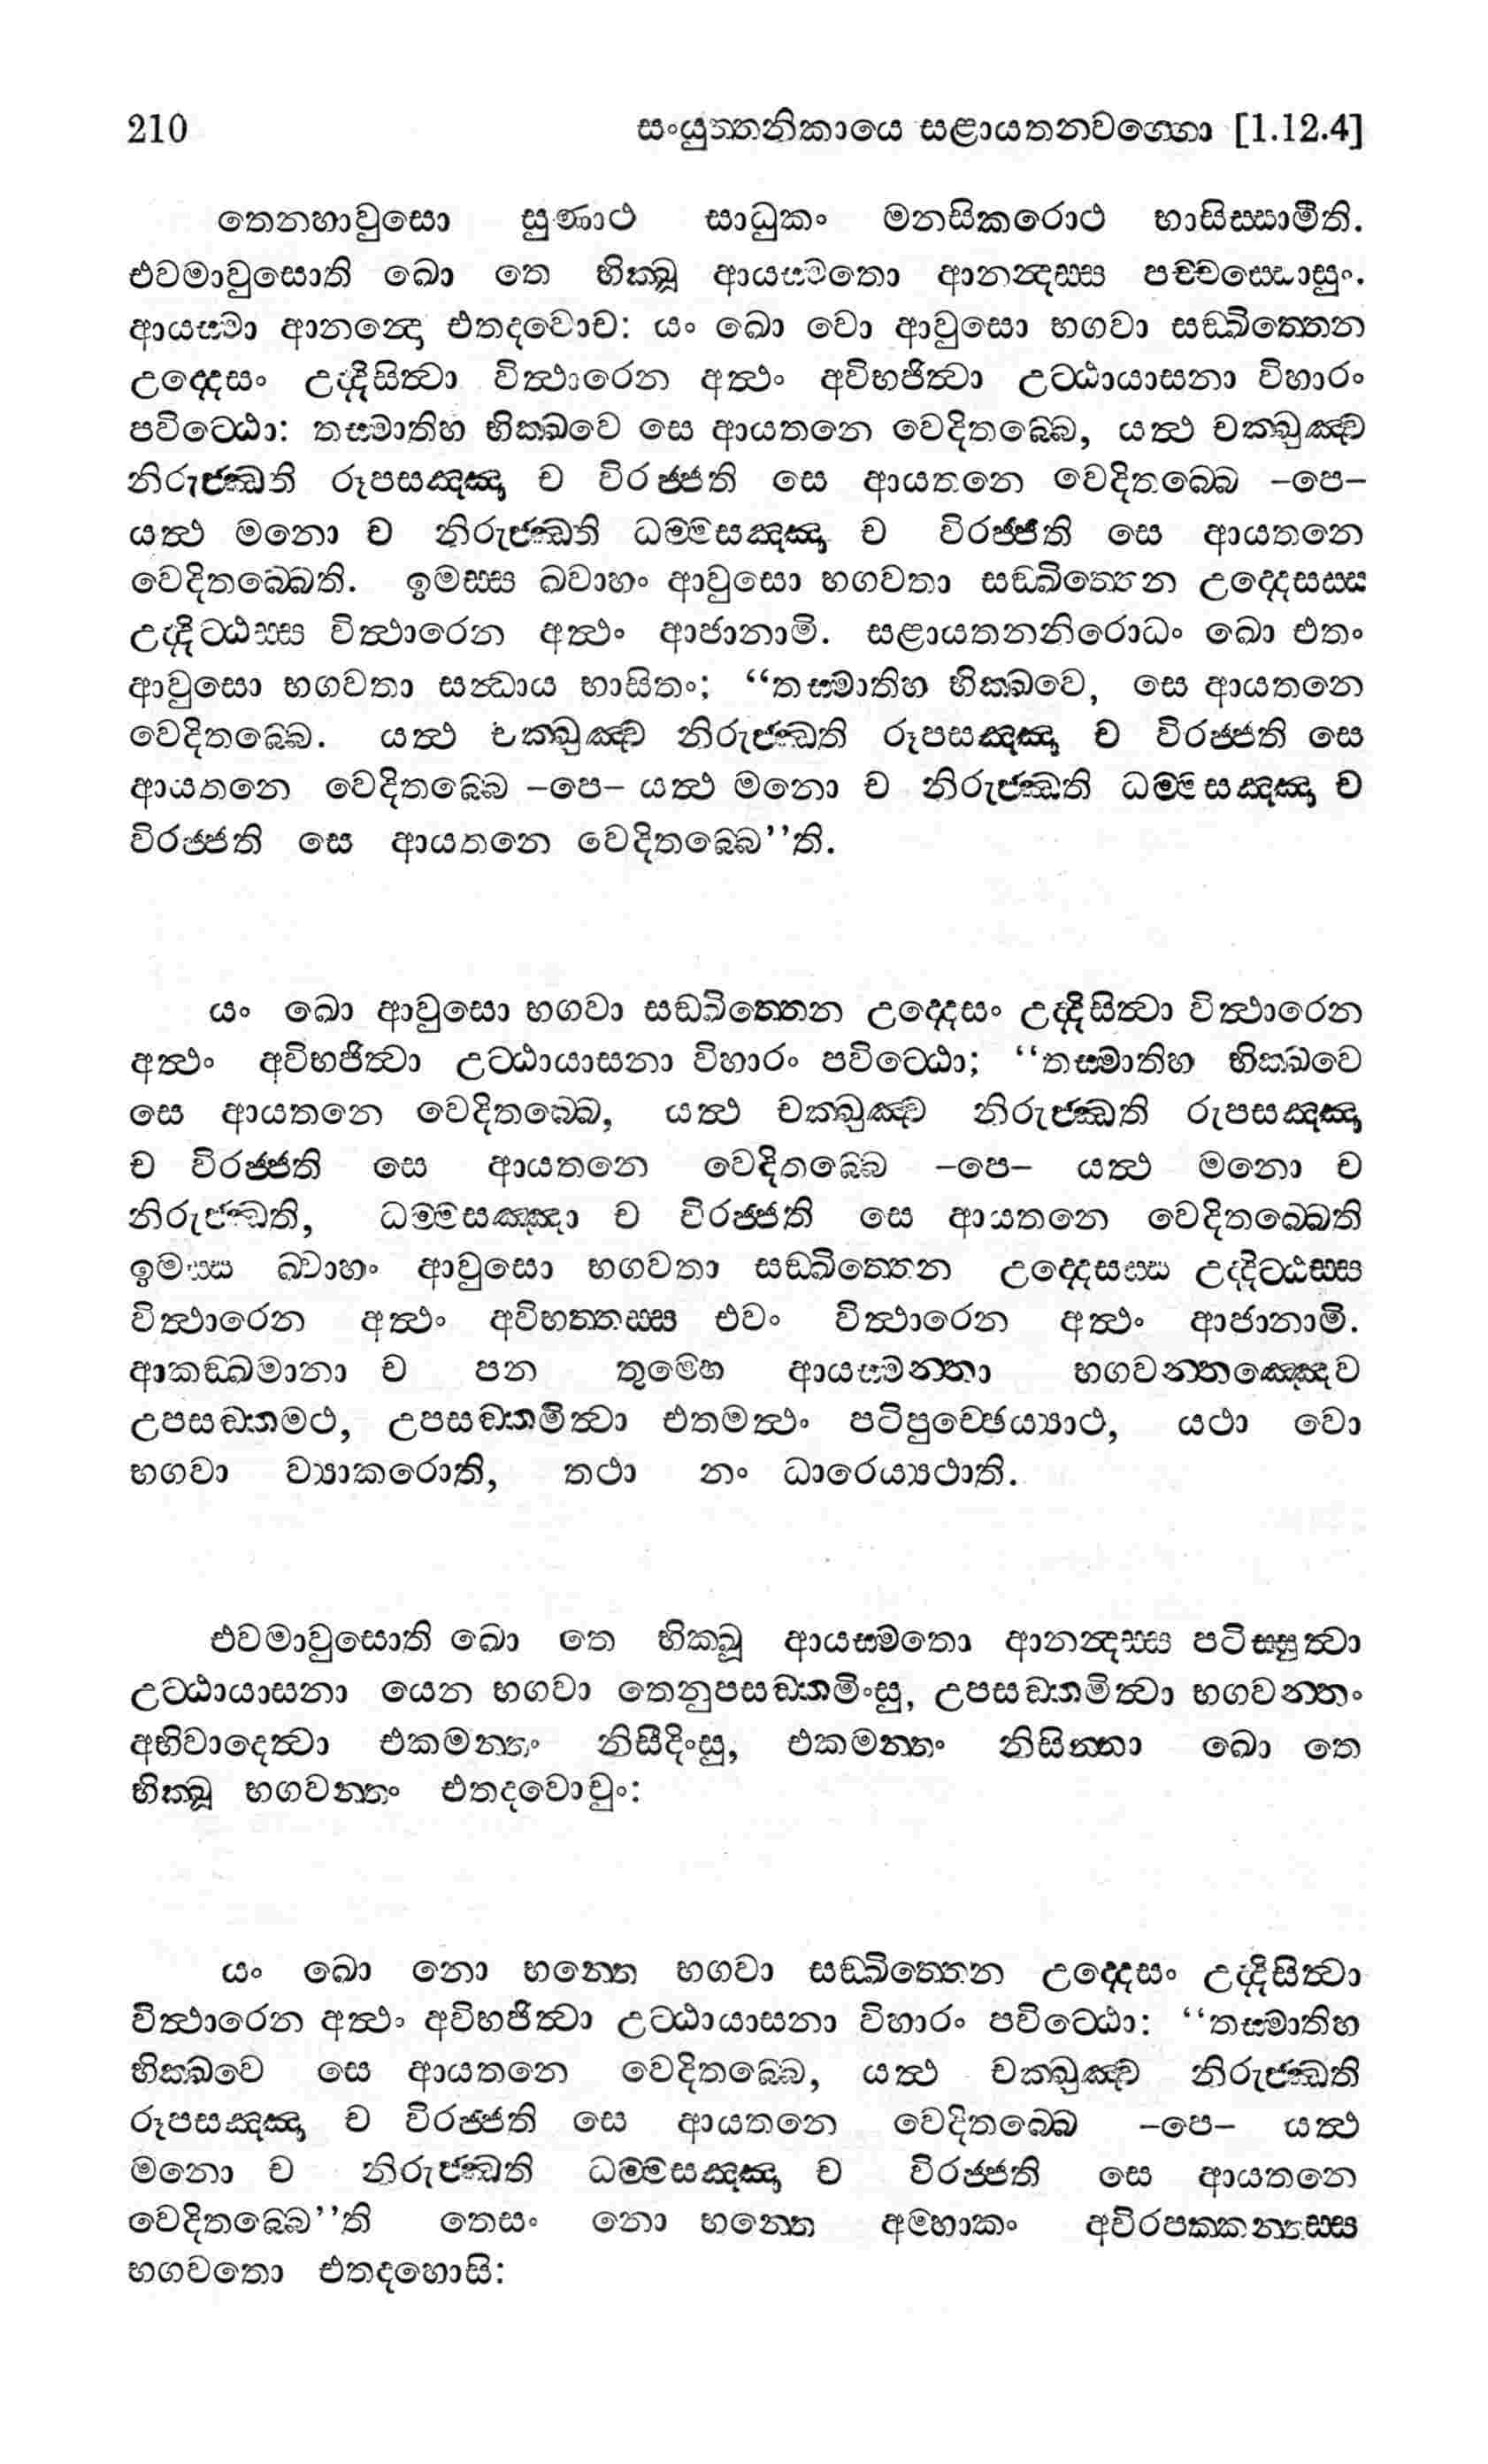 210 සංයුත්තනිකායෙ සළායතනවග්ගො [1.12.4]
තෙනහාවුසො සුණාථ සාධුකං මනසිකරොථ භාසිස්සාමීති.
එවමාවුසොති ඛො තෙ භික්ඛූ ආයස්මතො ආනන්දස්ස පච්චස්සොසුං.
ආයස්මා ආනන්දො එතදවොච: යං ඛො වො ආවුසො භගවා සඞ්ඛිත්තෙන
උද්දෙසං උද්දිසිත්වා විත්ථාරෙන අත්ථං අවිභජිත්වා උට්ඨායාසනා විහාරං
පවිට්ඨො: තස්මාතිහ භික්ඛවෙ සෙ ආයතනෙ වෙදිතබ්බෙ, යත්ථ චක්ඛුඤ්ච
නිරුජ්ඣති රූපසඤ්ඤා ච විරජ්ජති සෙ ආයතනෙ වෙදිතබ්බෙ –පෙ–
යත්ථ මනො ච නිරුජ්ඣති ධම්මසඤ්ඤා ච විරජ්ජති සෙ ආයතනෙ
වෙදිතබ්බෙති. ඉමස්ස ඛවාහං ආවුසො භගවතා සඞ්ඛිත්තෙන උද්දෙසස්ස
උද්දිට්ඨස්ස විත්ථාරෙන අත්ථං ආජානාමි. සළායතනනිරොධං ඛො එතං
ආවුසො භගවතා සන්ධාය භාසිතං; “තස්මාතිහ භික්ඛවෙ, සෙ ආයතනෙ
වෙදිතබ්බෙ. යත්ථ චක්ඛුඤ්ච නිරුජ්ඣති රූපසඤ්ඤා ච විරජ්ජති සෙ
ආයතනෙ වෙදිතබ්බෙ –පෙ– යත්ථ මනො ච නිරුජ්ඣති ධම්මසඤ්ඤා ච
විරජ්ජති සෙ ආයතනෙ වෙදිතබ්බෙ’’ති.
යං ඛො ආවුසො භගවා සඞ්ඛිත්තෙන උද්දෙසං උද්දිසිත්වා විත්ථාරෙන
අත්ථං අවිභජිත්වා උට්ඨායාසනා විහාරං පවිට්ඨො; “තස්මාතිහ භික්ඛවෙ
සෙ ආයතනෙ වෙදිතබ්බෙ, යත්ථ චක්ඛුඤ්ච නිරුජ්ඣති රුපසඤ්ඤා
ච විරජ්ජති සෙ ආයතනෙ වෙදිතබ්බෙ –පෙ– යත්ථ මනො ච
නිරුජ්ඣති, ධම්මසඤ්ඤා ච විරජ්ජති සෙ ආයතනෙ වෙදිතබ්බෙති
ඉමස්ස ඛ්වාහං ආවුසො භගවතා සඞ්ඛිත්තෙන උද්දෙසස්ස උද්දිට්ඨස්ස
විත්ථාරෙන අත්ථං අවිභත්තස්ස එවං විත්ථාරෙන අත්ථං ආජානාමි.
ආකඞ්ඛමානා ච පන තුම්හෙ ආයස්මන්තා භගවන්තඤ්ඤෙව
උපසඞ්කමථ, උපසඞ්කමිත්වා එතමත්ථං පටිපුච්ඡෙය්‍යාථ, යථා වො
භගවා ව්‍යාකරොති, තථා නං ධාරෙය්‍යාථාති.
එවමාවුසොති ඛො තෙ භික්ඛූ ආයස්මතො ආනන්දස්ස පටිස්සුත්වා
උට්ඨායාසනා යෙන භගවා තෙනුපසඞ්කමිංසු, උපසඞ්කමිත්වා භගවන්තං
අභිවාදෙත්වා එකමන්තං නිසීදිංසු, එකමන්තං නිසින්නා ඛො තෙ
භික්ඛූ භගවන්තං එතදවොචුං:
යං ඛො නො භන්තෙ භගවා සඞ්ඛිත්තෙන උද්දෙසං උද්දිසිත්වා
විත්ථාරෙන අත්ථං අවිභජිත්වා උට්ඨායාසනා විහාරං පවිට්ඨො: “තස්මාතිහ
භික්ඛවෙ සෙ ආයතනෙ වෙදිතබ්බෙ, යත්ථ චක්ඛුඤ්ච නිරුජ්ඣති
රූපසඤ්ඤා ච විරජ්ජති සෙ ආයතනෙ වෙදිතබ්බෙ –පෙ– යත්ථ
මනො ච නිරුජ්ඣති ධම්මසඤ්ඤා ච විරජ්ජති සෙ ආයතනෙ
වෙදිතබ්බෙ’’ති තෙසං නො භන්තෙ අම්හාකං අචිරපක්කන්තස්ස
භගවතො එතදහොසි: